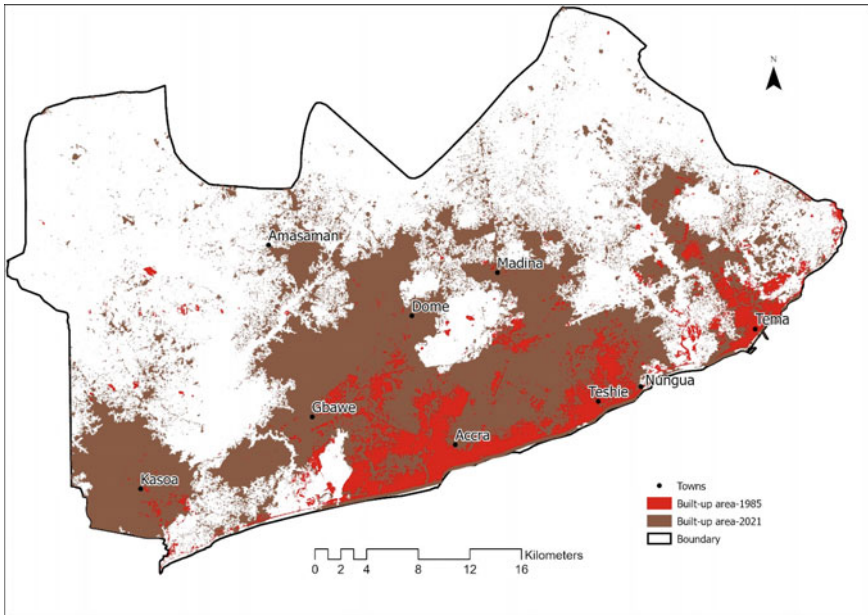 N
Amasaman
Madina
Dome
Tema
Nungua
Teshie
Gbawe
Accra
Kasoa
Towns
Built-up area-1985
Built-up area-2021
Boundary
Kilometers
0 2 4 8 12 16